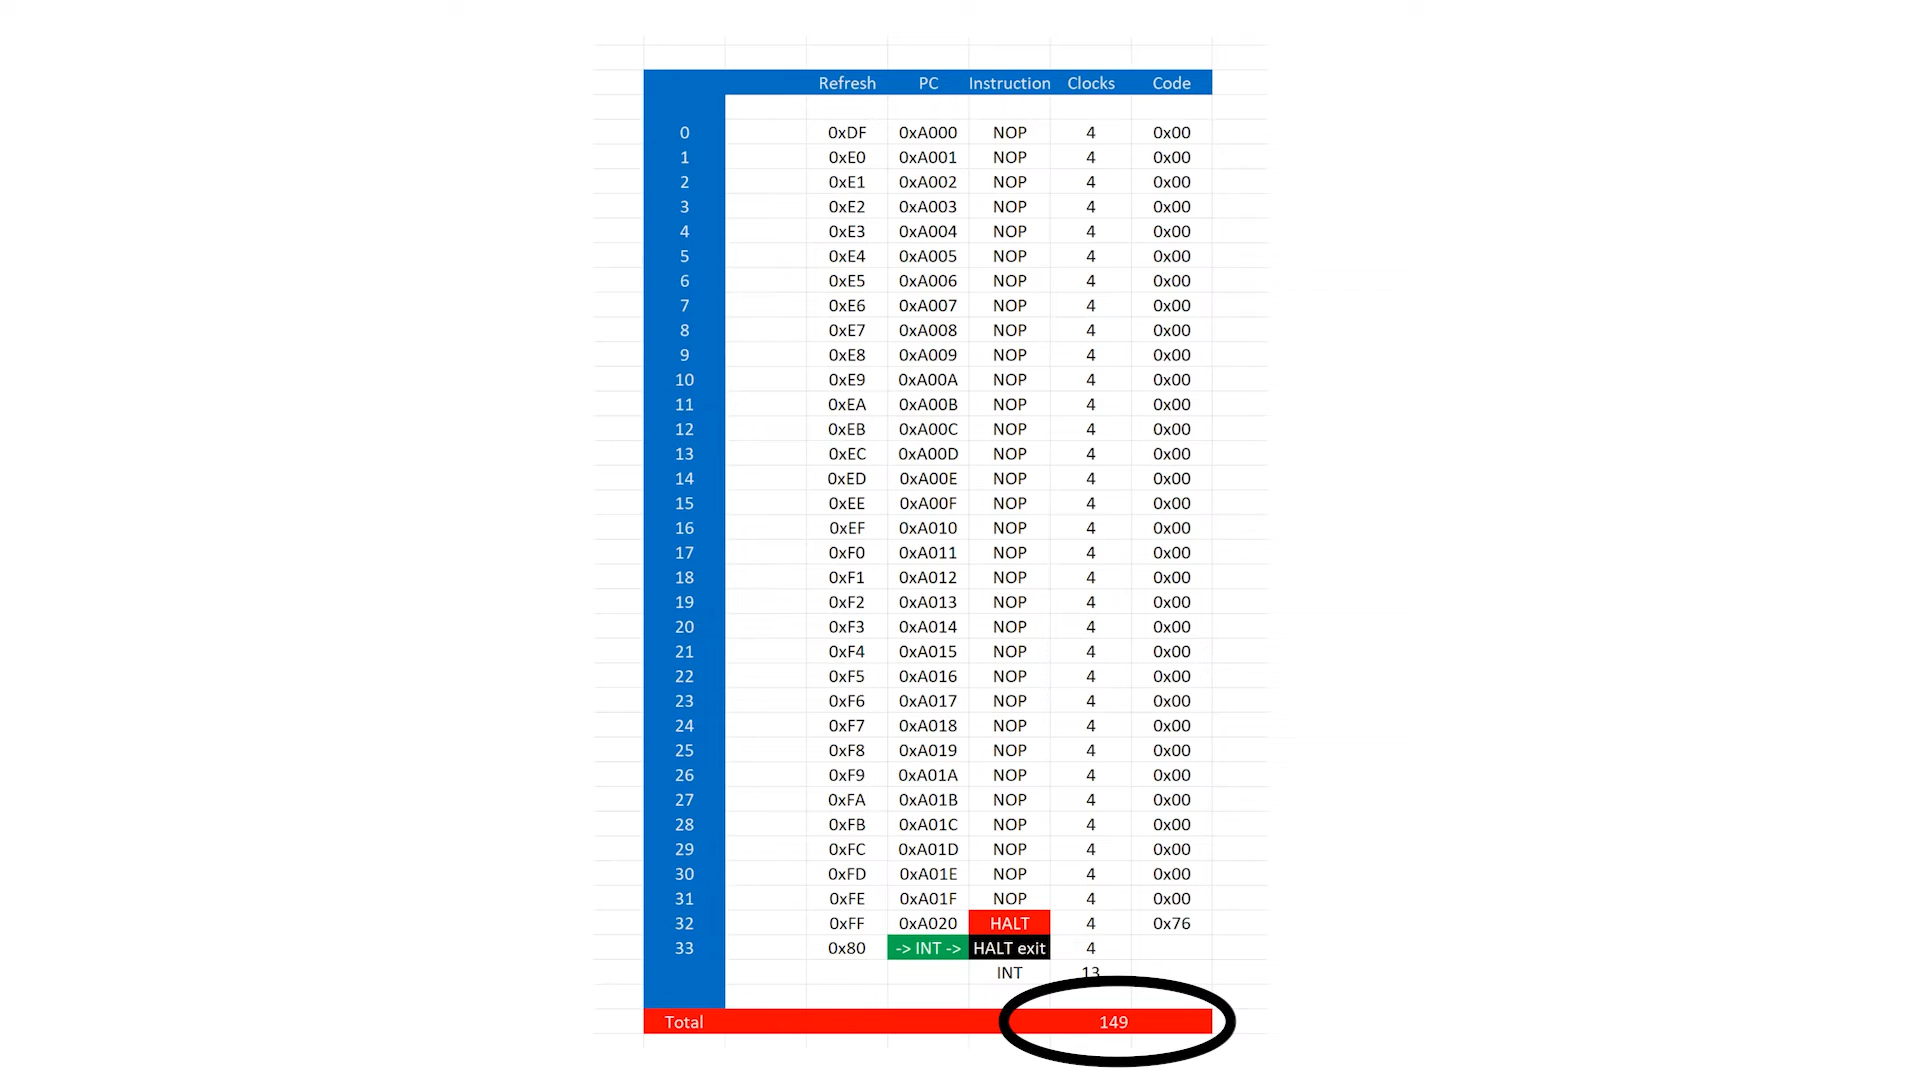 Refresh PC Instruction Clocks Code
0 0xDF 0xA000 NOP 4 0x00
1 0xE0 0xA001 NOP 4 0x00
2 0xE1 0xA002 NOP 4 0x00
3 0xE2 0xA003 NOP 4 0x00
4 0xE3 0xA004 NOP 4 0x00
5 0xE4 0xA005 NOP 4 0x00
6 0xE5 0xA006 NOP 4 0x00
7 0xE6 0xA007 NOP 4 0x00
8 0xE7 0xA008 NOP 4 0x00
9 0xE8 0xA009 NOP 4 0x00
10 0xE9 0xA00A NOP 4 0x00
11 0xEA 0xA00B NOP 4 0x00
12 0xEB 0xA00C NOP 4 0x00
13 0xEC 0xA00D NOP 4 0x00
14 0xED 0xA00E NOP 4 0x00
15 0xEE 0xA00F NOP 4 0x00
16 0xEF 0xA010 NOP 4 0x00
17 0xF0 0xA011 NOP 4 0x00
18 0xF1 0xA012 NOP 4 0x00
19 0xF2 0xA013 NOP 4 0x00
20 0xF3 0xA014 NOP 4 0x00
21 0xF4 0xA015 NOP 4 0x00
22 0xF5 0xA016 NOP 4 0x00
23 0xF6 0xA017 NOP 4 0x00
24 0xF7 0xA018 NOP 4 0x00
25 0xF8 0xA019 NOP 4 0x00
26 0xF9 0xA01A NOP 4 0x00
27 0xFA 0xA01B NOP 4 0x00
28 0xFB 0xA01C NOP 4 0x00
29 0xFC 0xA01D NOP 4 0x00
30 0xFD 0xA01E NOP 4 0x00
31 0xFE 0xA01F NOP 4 0x00
32 0xFF 0xA020 HALT 4 0x76
33 0x80 -> INT -> HALT exit 4
INT 13
Total 149